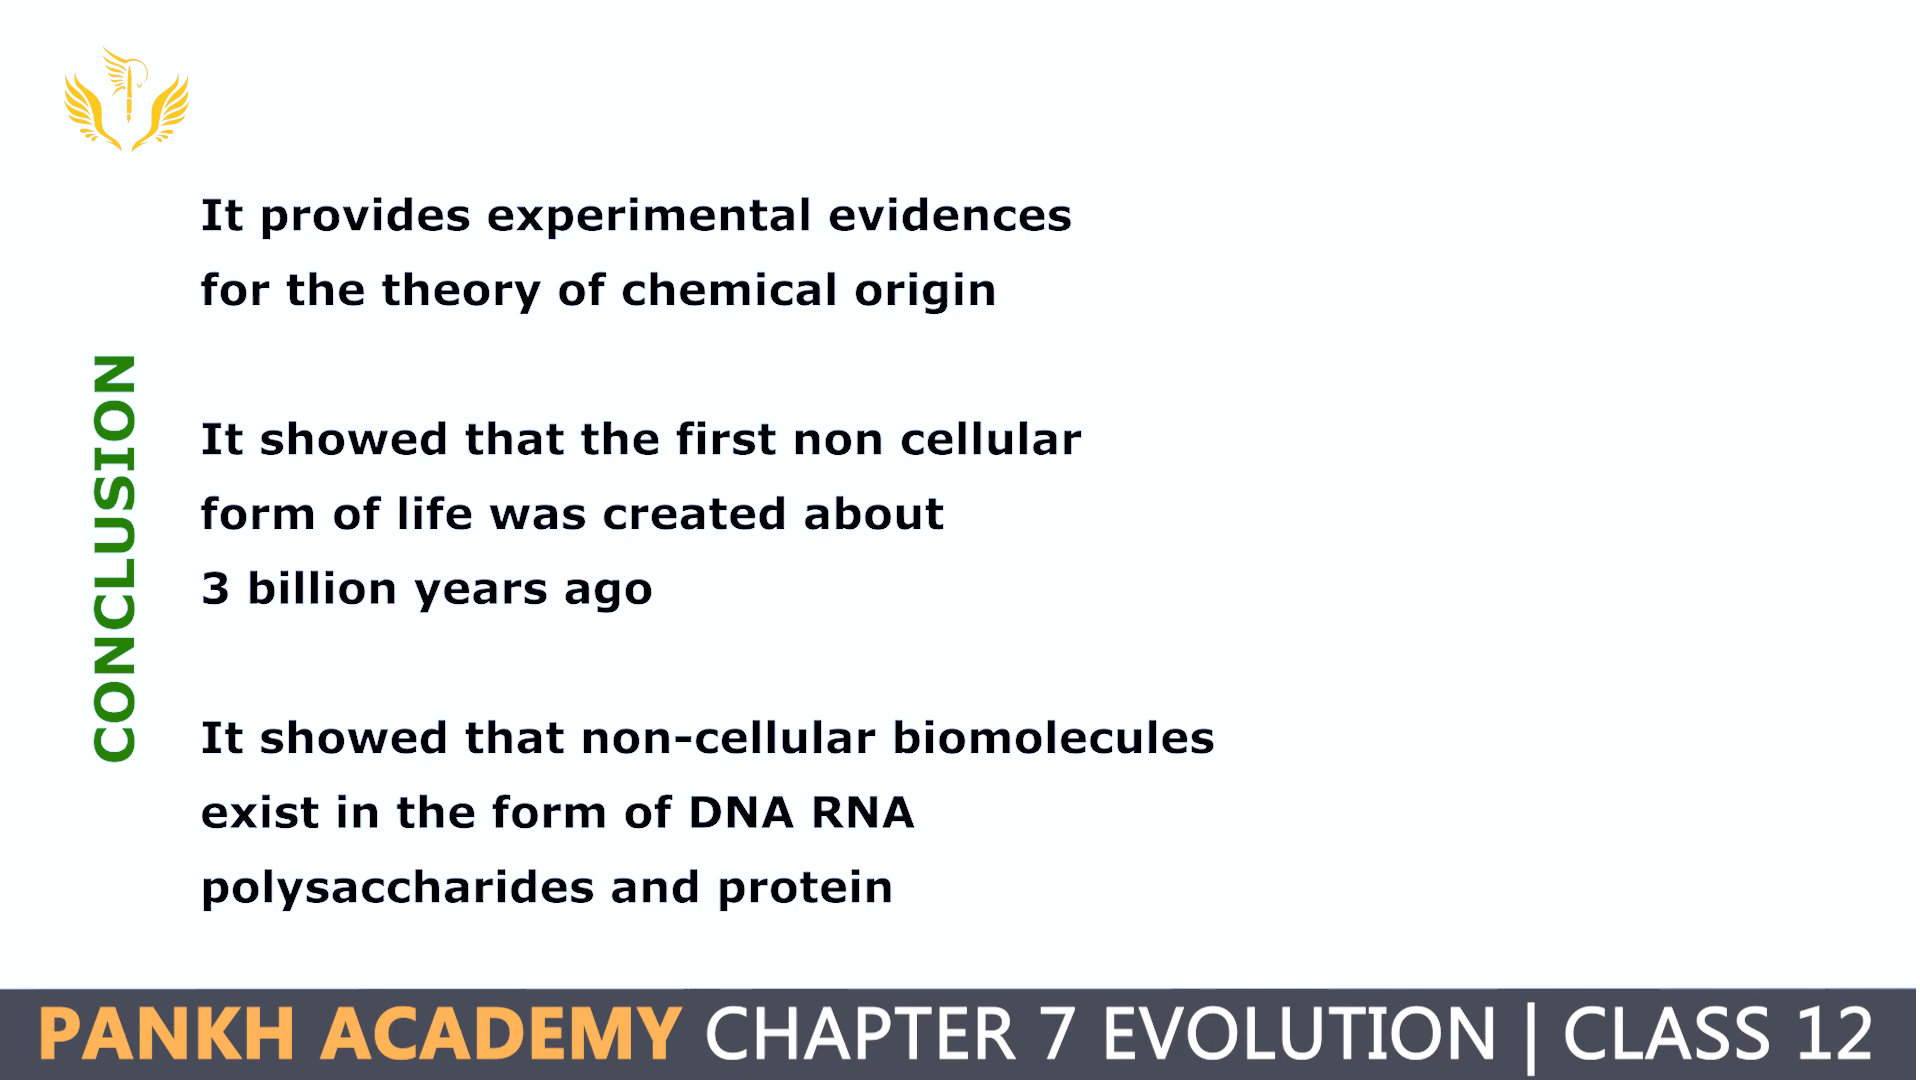 It provides experimental evidences
for the theory of chemical origin
CONCLUSION
It showed that the first non cellular
form of life was created about
3 billion years ago
It showed that non-cellular biomolecules
exist in the form of DNA RNA
polysaccharides and protein
PANKH ACADEMY CHAPTER 7 EVOLUTION | CLASS 12